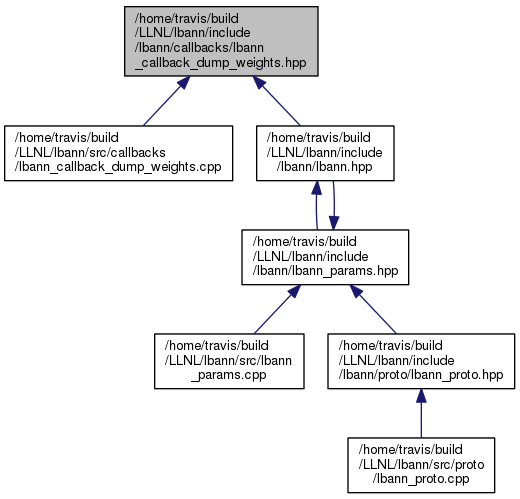 /home/travis/build
/LLNL/lbann/include
/lbann/callbacks/lbann
_callback_dump_weights.hpp
/home/travis/build
/LLNL/lbann/src/callbacks
/lbann_callback_dump_weights.cpp
/home/travis/build
/LLNL/lbann/include
/lbann/lbann.hpp
/home/travis/build
/LLNL/lbann/include
/lbann/lbann_params.hpp
/home/travis/build
/LLNL/lbann/src/lbann
_params.cpp
/home/travis/build
/LLNL/lbann/include
/lbann/proto/lbann_proto.hpp
/home/travis/build
/LLNL/lbann/src/proto
/lbann_proto.cpp